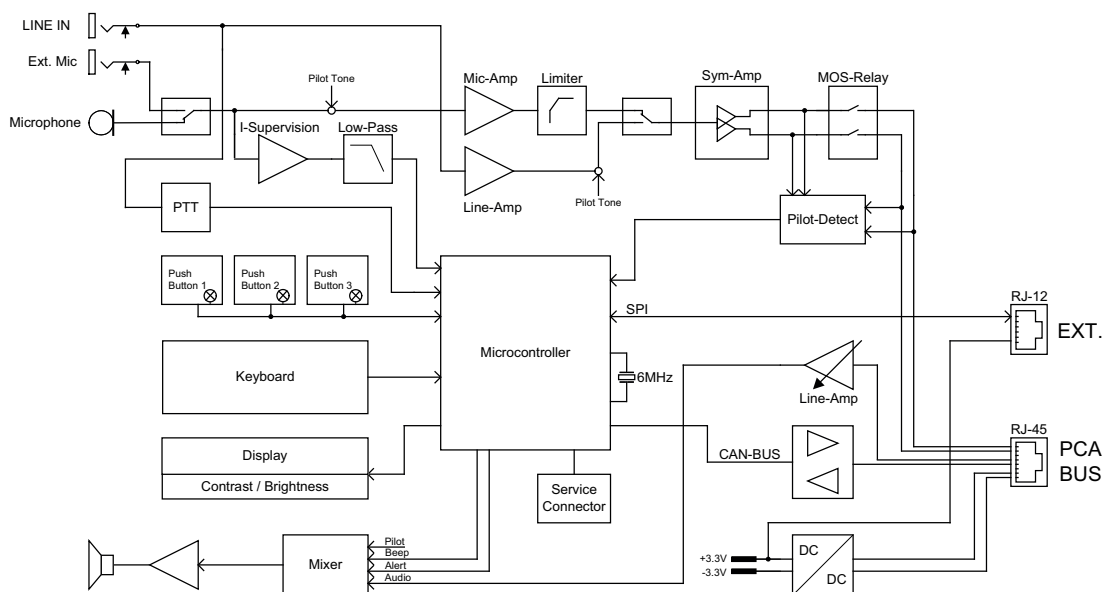 LINE IN
Ext. Mic
Microphone
Pilot Tone
Mic-Amp
Limiter
Sym-Amp
MOS-Relay
I-Supervision
Low-Pass
Line-Amp
Pilot Tone
PTT
Pilot-Detect
Push
Button 1
Push
Button 2
Push
Button 3
SPI
RJ-12
EXT.
Microcontroller
Keyboard
6MHz
Line-Amp
RJ-45
PCA
BUS
Display
Contrast / Brightness
CAN-BUS
Service
Connector
Mixer
Pilot
Beep
Alert
Audio
+3.3V
-3.3V
DC
DC